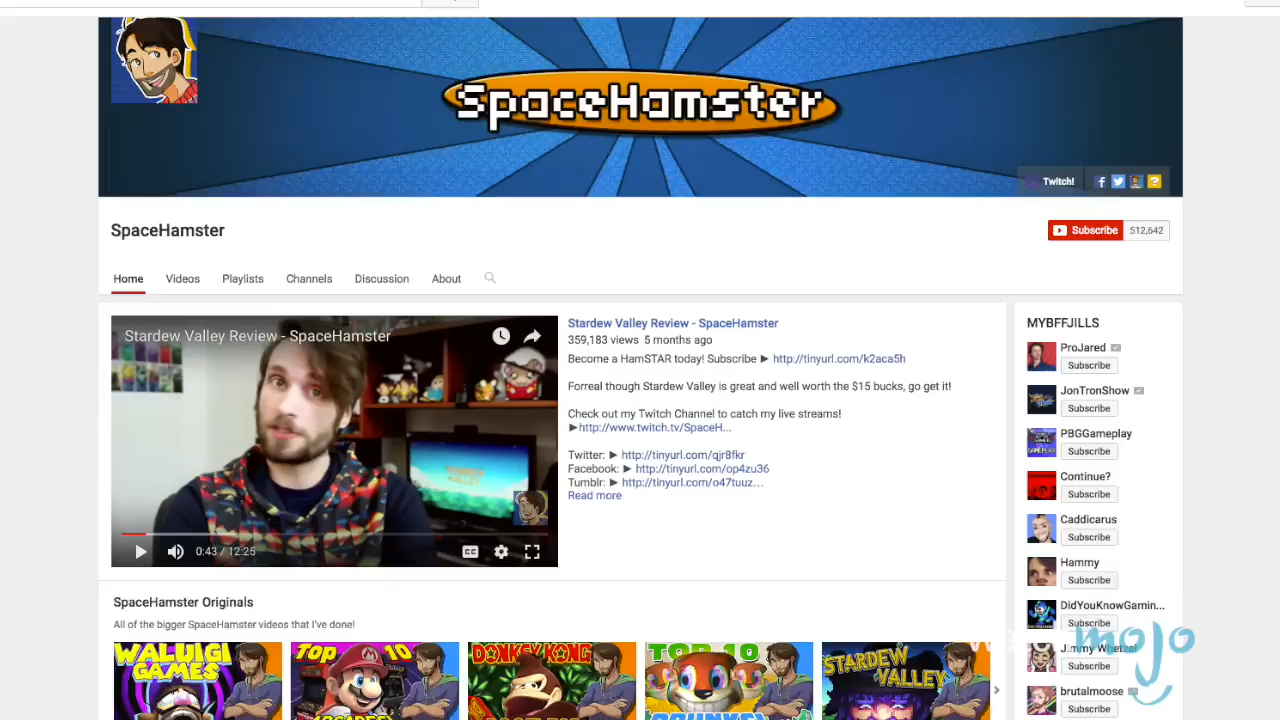 SpaceHamster
Twitch!
SpaceHamster
Subscribe 512,642
Home Videos Playlists Channels Discussion About
Stardew Valley Review - SpaceHamster
0:43 / 12:25
CC
Stardew Valley Review - SpaceHamster
359,183 views 5 months ago
Become a HamSTAR today! Subscribe ► http://tinyurl.com/k2aca5h
Forreal though Stardew Valley is great and well worth the $15 bucks, go get it!
Check out my Twitch Channel to catch my live streams!
►http://www.twitch.tv/SpaceH...
Twitter: ► http://tinyurl.com/qjr8fkr
Facebook: ► http://tinyurl.com/op4zu36
Tumblr: ► http://tinyurl.com/o47tuuz…
Read more
MYBFFJILLS
ProJared
Subscribe
JonTronShow
Subscribe
PBGGameplay
Subscribe
Continue?
Subscribe
Caddicarus
Subscribe
Hammy
Subscribe
DidYouKnowGamin...
Subscribe
Jimmy Whetzel
Subscribe
brutalmoose
Subscribe
SpaceHamster Originals
All of the bigger SpaceHamster videos that I've done!
WALUIGI GAMES
TOP 10 ARCADES
DONKEY KONG
TOP 10
STARDEW VALLEY
mojo